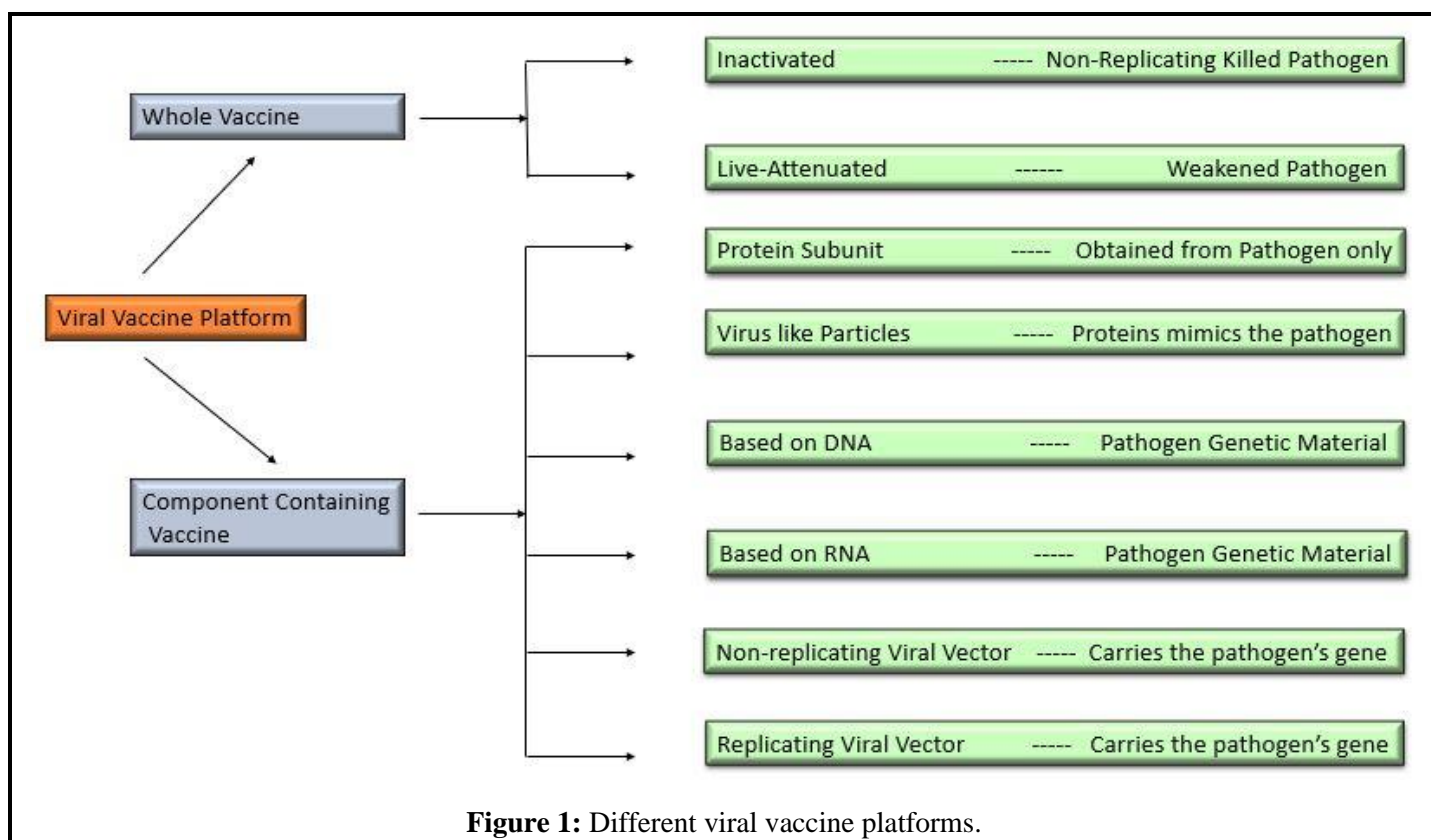 Inactivated ----- Non-Replicating Killed Pathogen
Whole Vaccine
Live-Attenuated ------ Weakened Pathogen
Protein Subunit ----- Obtained from Pathogen only
Viral Vaccine Platform
Virus like Particles ----- Proteins mimics the pathogen
Based on DNA ----- Pathogen Genetic Material
Component Containing
Vaccine
Based on RNA ----- Pathogen Genetic Material
Non-replicating Viral Vector ----- Carries the pathogen’s gene
Replicating Viral Vector ----- Carries the pathogen’s gene
Figure 1: Different viral vaccine platforms.